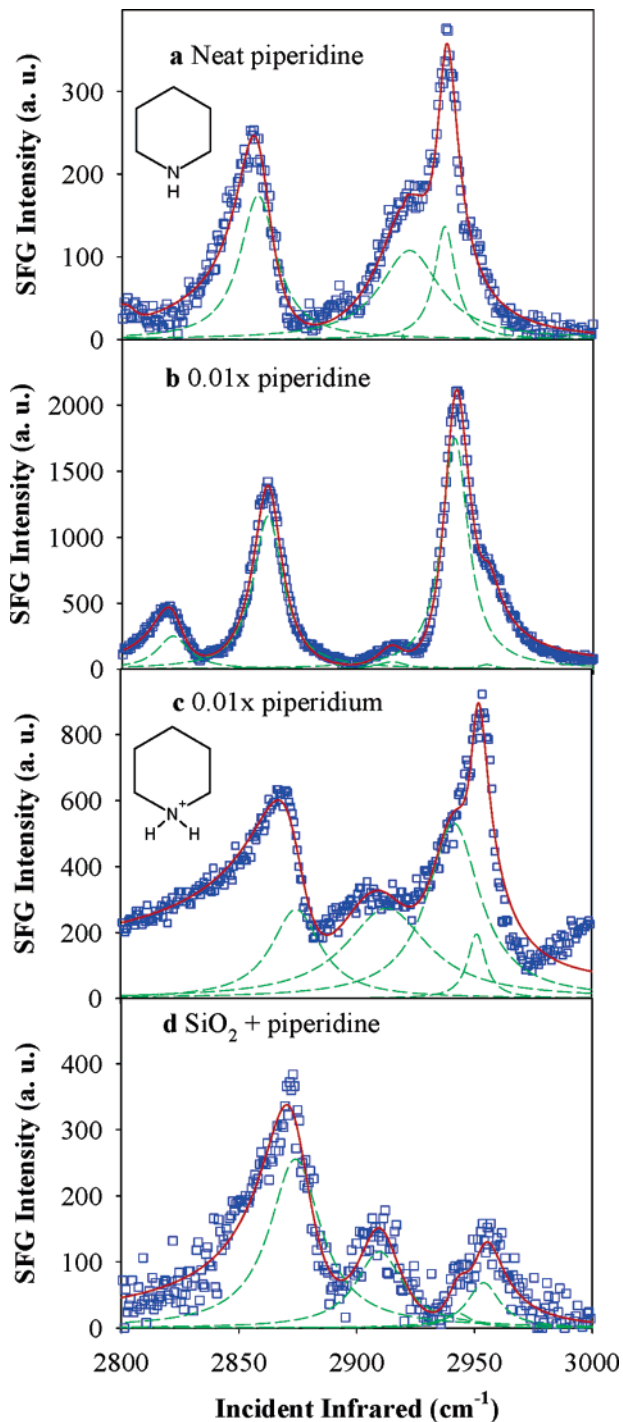 a Neat piperidine
SFG Intensity (a. u.)
300
200
100
0
N
H
b 0.01x piperidine
SFG Intensity (a. u.)
2000
1500
1000
500
0
c 0.01x piperidium
SFG Intensity (a. u.)
800
600
400
200
0
N+
H H
d SiO2 + piperidine
SFG Intensity (a. u.)
400
300
200
100
0
2800 2850 2900 2950 3000
Incident Infrared (cm-1)